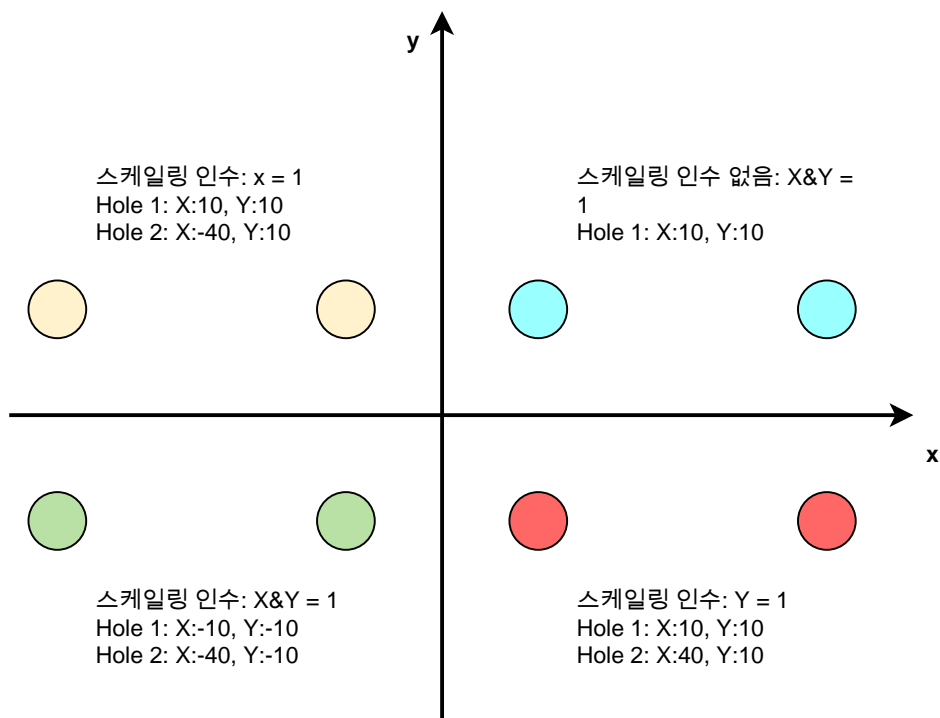 y
스케일링 인수: x = 1
Hole 1: X:10, Y:10
Hole 2: X:-40, Y:10
스케일링 인수 없음: X&Y =
1
Hole 1: X:10, Y:10
x
스케일링 인수: X&Y = 1
Hole 1: X:-10, Y:-10
Hole 2: X:-40, Y:-10
스케일링 인수: Y = 1
Hole 1: X:10, Y:10
Hole 2: X:40, Y:10